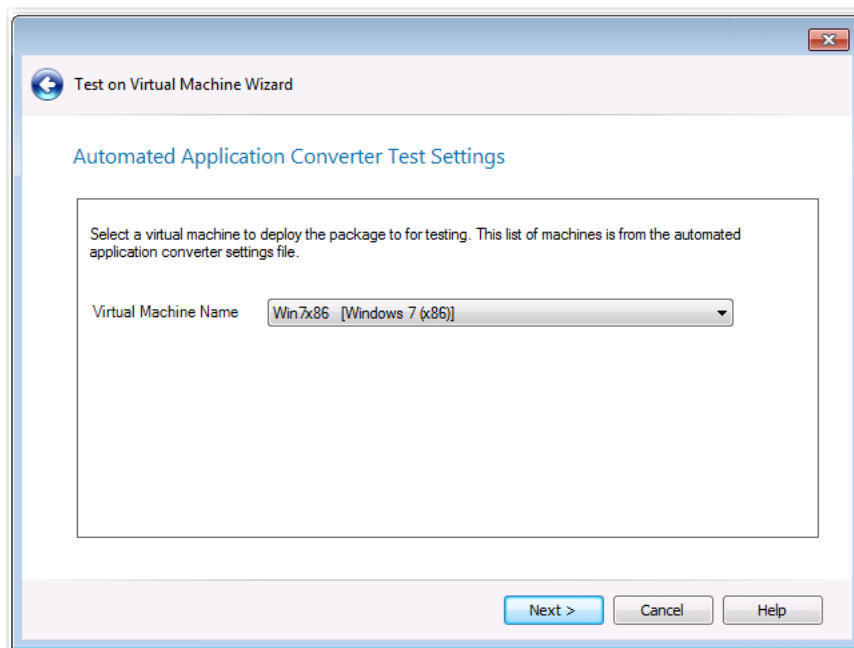 Test on Virtual Machine Wizard
Automated Application Converter Test Settings
Select a virtual machine to deploy the package to for testing. This list of machines is from the automated
application converter settings file.
Virtual Machine Name Win7x86 [Windows 7 (x86)]
Next > Cancel Help